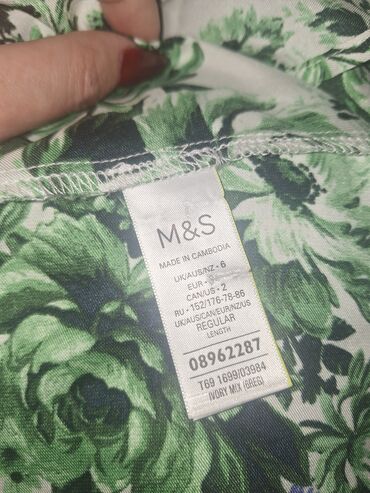 M&S
MADE IN CAMBODIA
UK/AUS/NZ - 6
EUR -
CAN/US - 2
RU - 152/176-78-86
UK/AUS/CAN/EUR/NZ/US
REGULAR
LENGTH
08962287
T69 1699/03984
IVORY MIX (6REG)